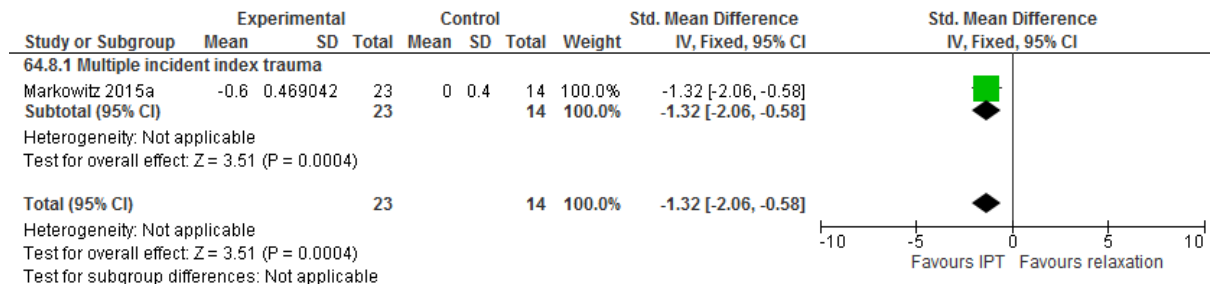 Experimental Control Std. Mean Difference Std. Mean Difference
Study or Subgroup Mean SD Total Mean SD Total Weight IV, Fixed, 95% CI IV, Fixed, 95% CI
64.8.1 Multiple incident index trauma
Markowitz 2015a -0.6 0.469042 23 0 0.4 14 100.0% -1.32 [-2.06, -0.58]
Subtotal (95% CI) 23 14 100.0% -1.32 [-2.06, -0.58]
Heterogeneity: Not applicable
Test for overall effect: Z = 3.51 (P = 0.0004)
Total (95% CI) 23 14 100.0% -1.32 [-2.06, -0.58]
Heterogeneity: Not applicable
Test for overall effect: Z = 3.51 (P = 0.0004)
Test for subgroup differences: Not applicable
-10 -5 0 5 10
Favours IPT Favours relaxation